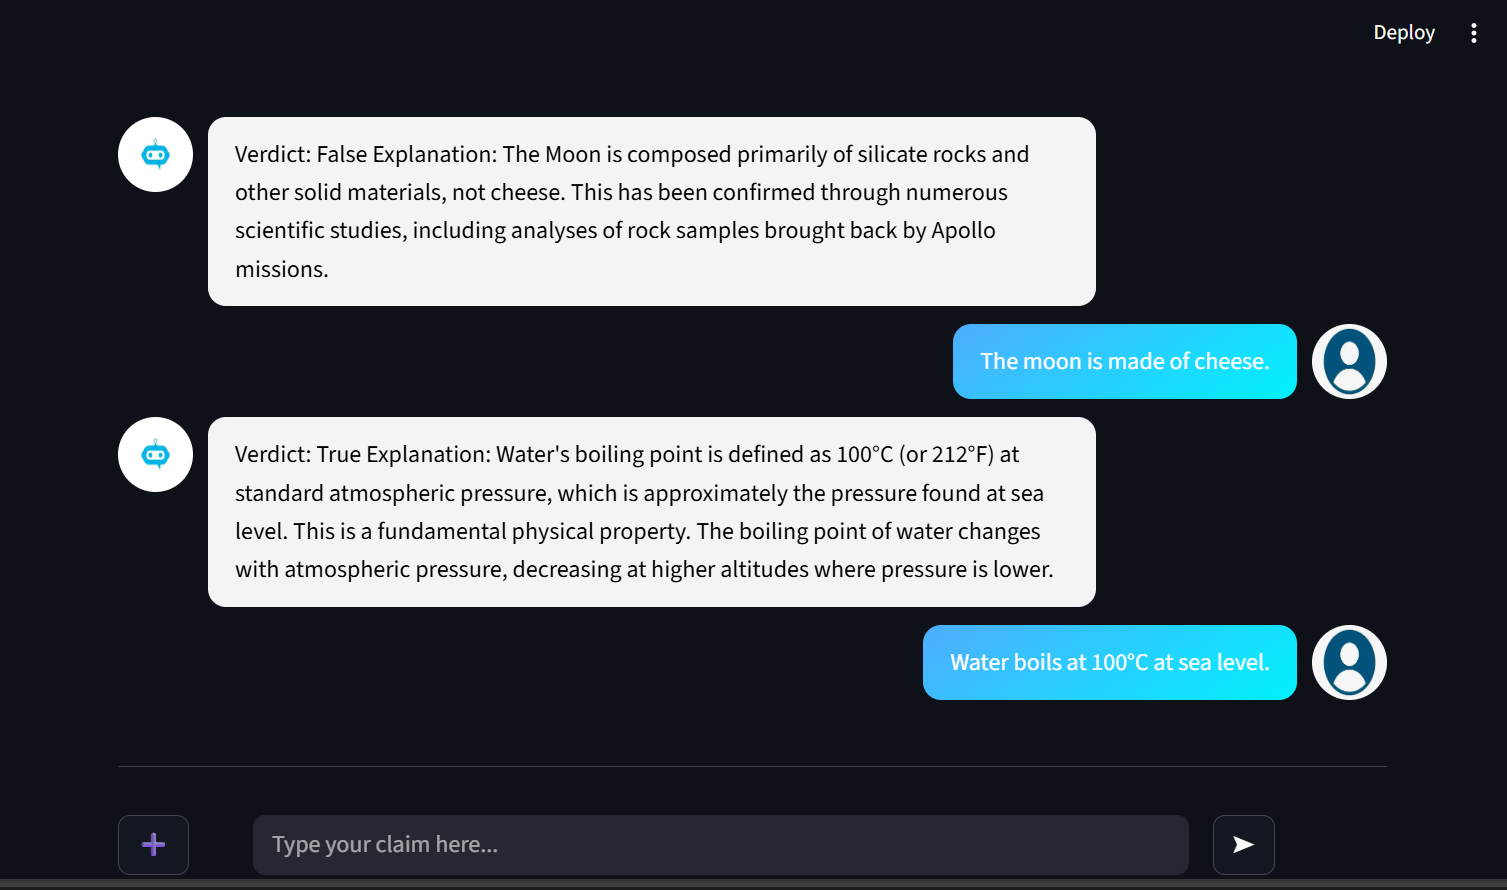 Deploy
Verdict: False Explanation: The Moon is composed primarily of silicate rocks and
other solid materials, not cheese. This has been confirmed through numerous
scientific studies, including analyses of rock samples brought back by Apollo
missions.
The moon is made of cheese.
Verdict: True Explanation: Water's boiling point is defined as 100°C (or 212°F) at
standard atmospheric pressure, which is approximately the pressure found at sea
level. This is a fundamental physical property. The boiling point of water changes
with atmospheric pressure, decreasing at higher altitudes where pressure is lower.
Water boils at 100°C at sea level.
Type your claim here...